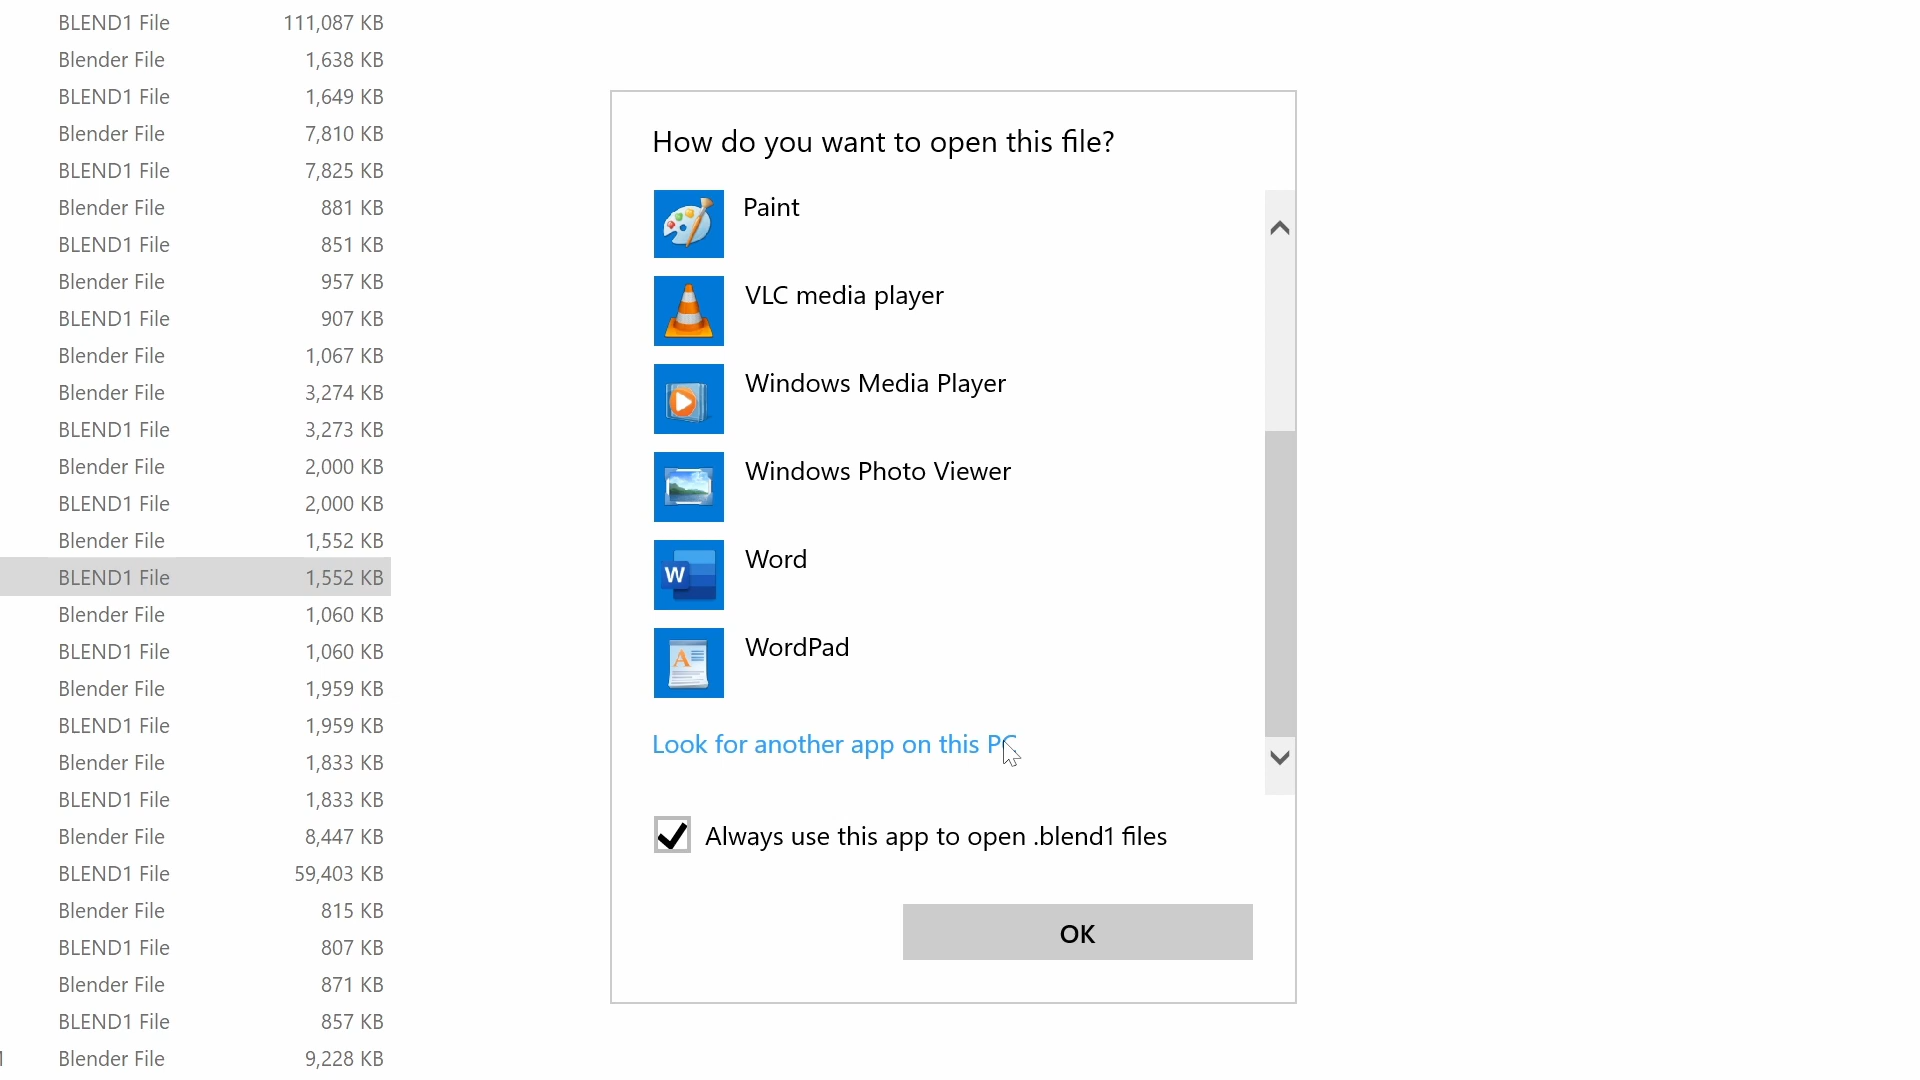 BLEND1 File 111,087 KB
Blender File 1,638 KB
BLEND1 File 1,649 KB
Blender File 7,810 KB
BLEND1 File 7,825 KB
Blender File 881 KB
BLEND1 File 851 KB
Blender File 957 KB
BLEND1 File 907 KB
Blender File 1,067 KB
Blender File 3,274 KB
BLEND1 File 3,273 KB
Blender File 2,000 KB
BLEND1 File 2,000 KB
Blender File 1,552 KB
BLEND1 File 1,552 KB
Blender File 1,060 KB
BLEND1 File 1,060 KB
Blender File 1,959 KB
BLEND1 File 1,959 KB
Blender File 1,833 KB
BLEND1 File 1,833 KB
Blender File 8,447 KB
BLEND1 File 59,403 KB
Blender File 815 KB
BLEND1 File 807 KB
Blender File 871 KB
BLEND1 File 857 KB
Blender File 9,228 KB
How do you want to open this file?
Paint
VLC media player
Windows Media Player
Windows Photo Viewer
Word
WordPad
Look for another app on this PC
Always use this app to open .blend1 files
OK